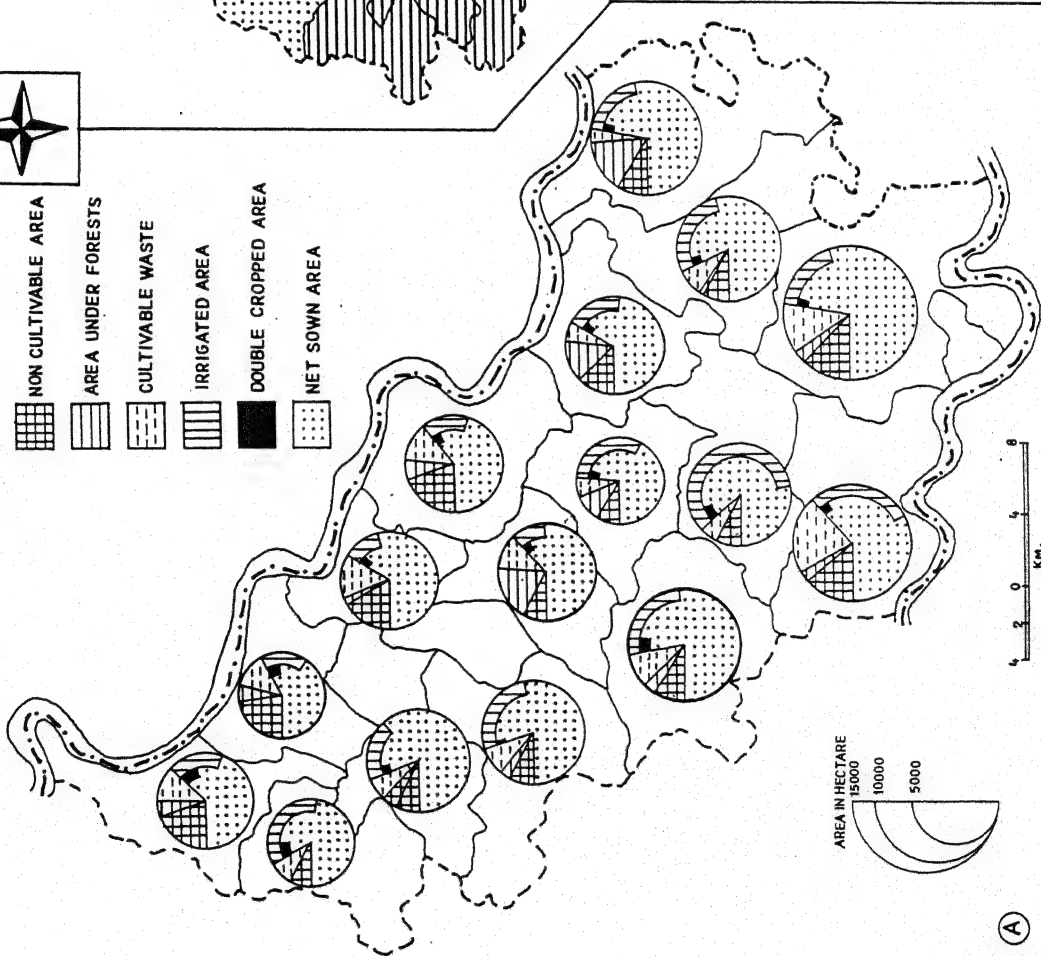 NON CULTIVABLE AREA
AREA UNDER FORESTS
CULTIVABLE WASTE
IRRIGATED AREA
DOUBLE CROPPED AREA
NET SOWN AREA
AREA IN HECTARE
15000
10000
5000
4 2 0 4 8
KM.
A